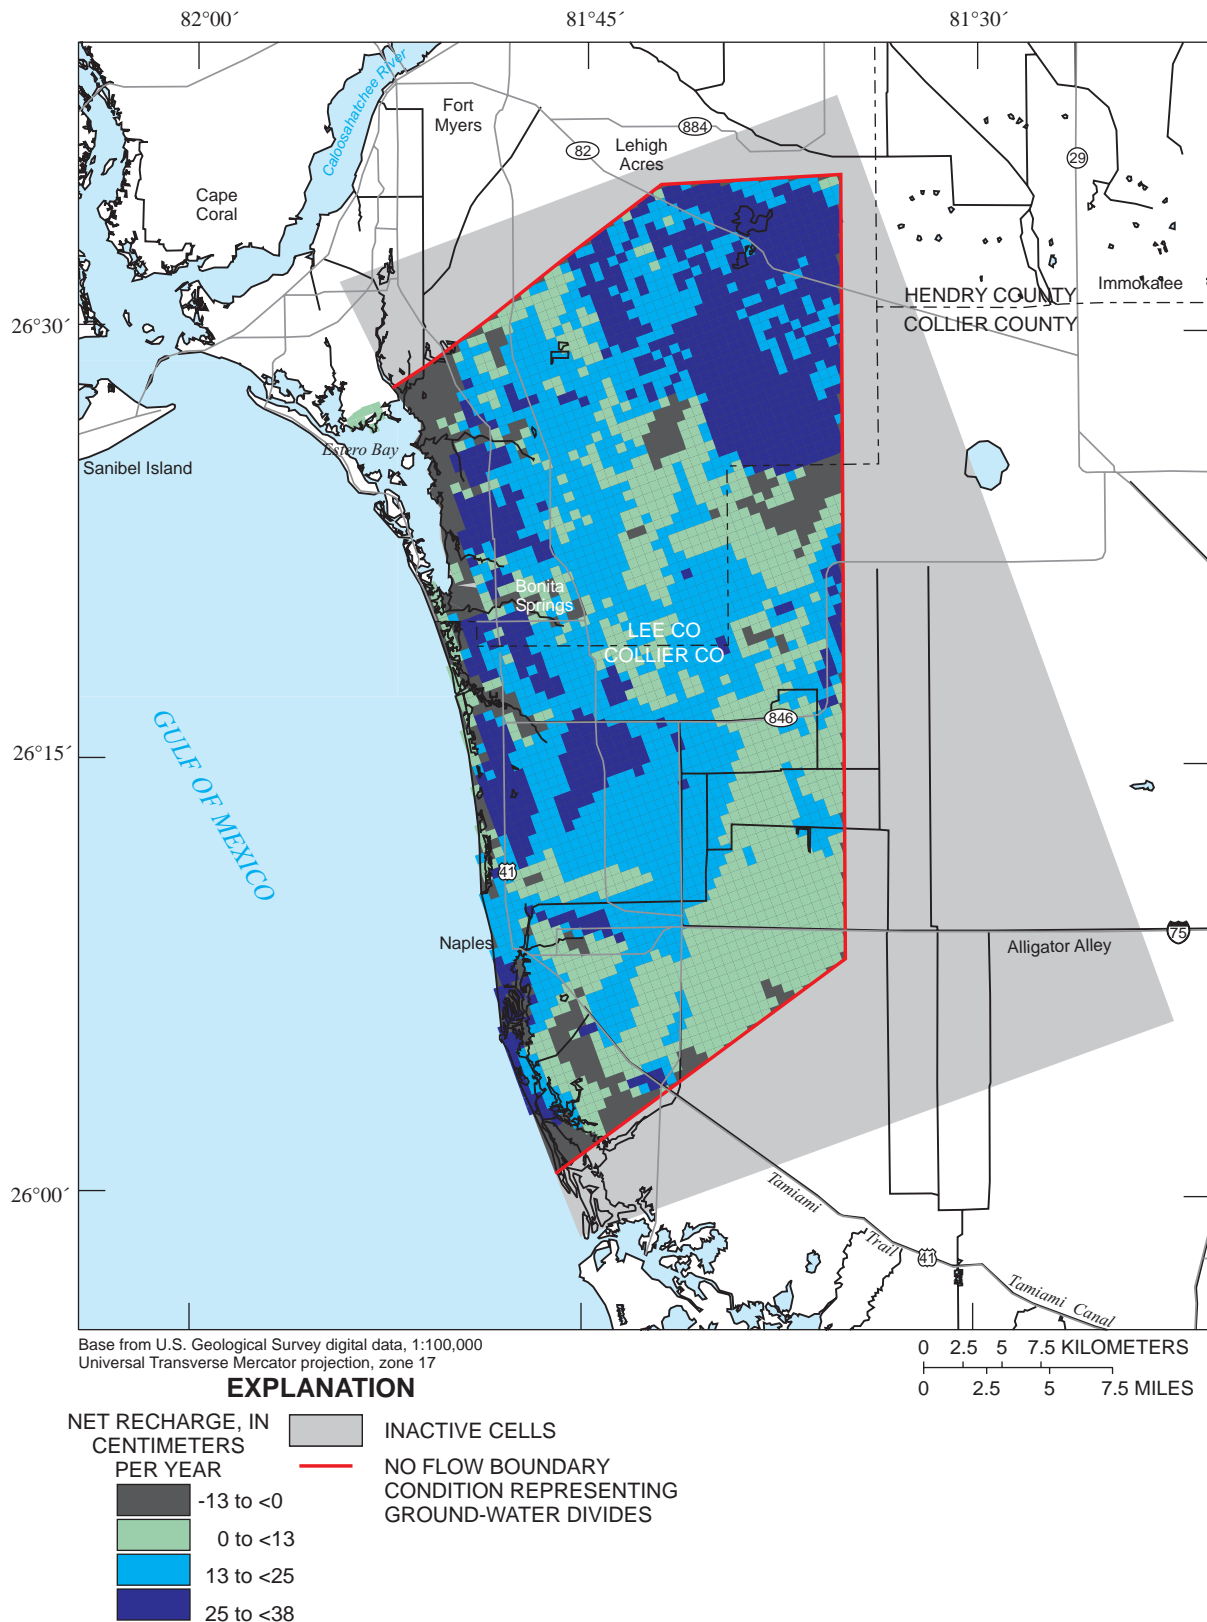 82°00´
81°45´
81°30´
Caloosahatchee River
Fort
Myers
884
Lehigh
Acres
82
29
Cape
Coral
Immokalee
HENDRY COUNTY
COLLIER COUNTY
26°30´
Estero Bay
Sanibel Island
Bonita
Springs
LEE CO
COLLIER CO
846
GULF OF MEXICO
26°15´
41
Naples
75
Alligator Alley
26°00´
Tamiami
Trail
41
Tamiami Canal
Base from U.S. Geological Survey digital data, 1:100,000
Universal Transverse Mercator projection, zone 17
0 2.5 5 7.5 KILOMETERS
0 2.5 5 7.5 MILES
EXPLANATION
NET RECHARGE, IN
CENTIMETERS
PER YEAR
-13 to <0
0 to <13
13 to <25
25 to <38
INACTIVE CELLS
NO FLOW BOUNDARY
CONDITION REPRESENTING
GROUND-WATER DIVIDES